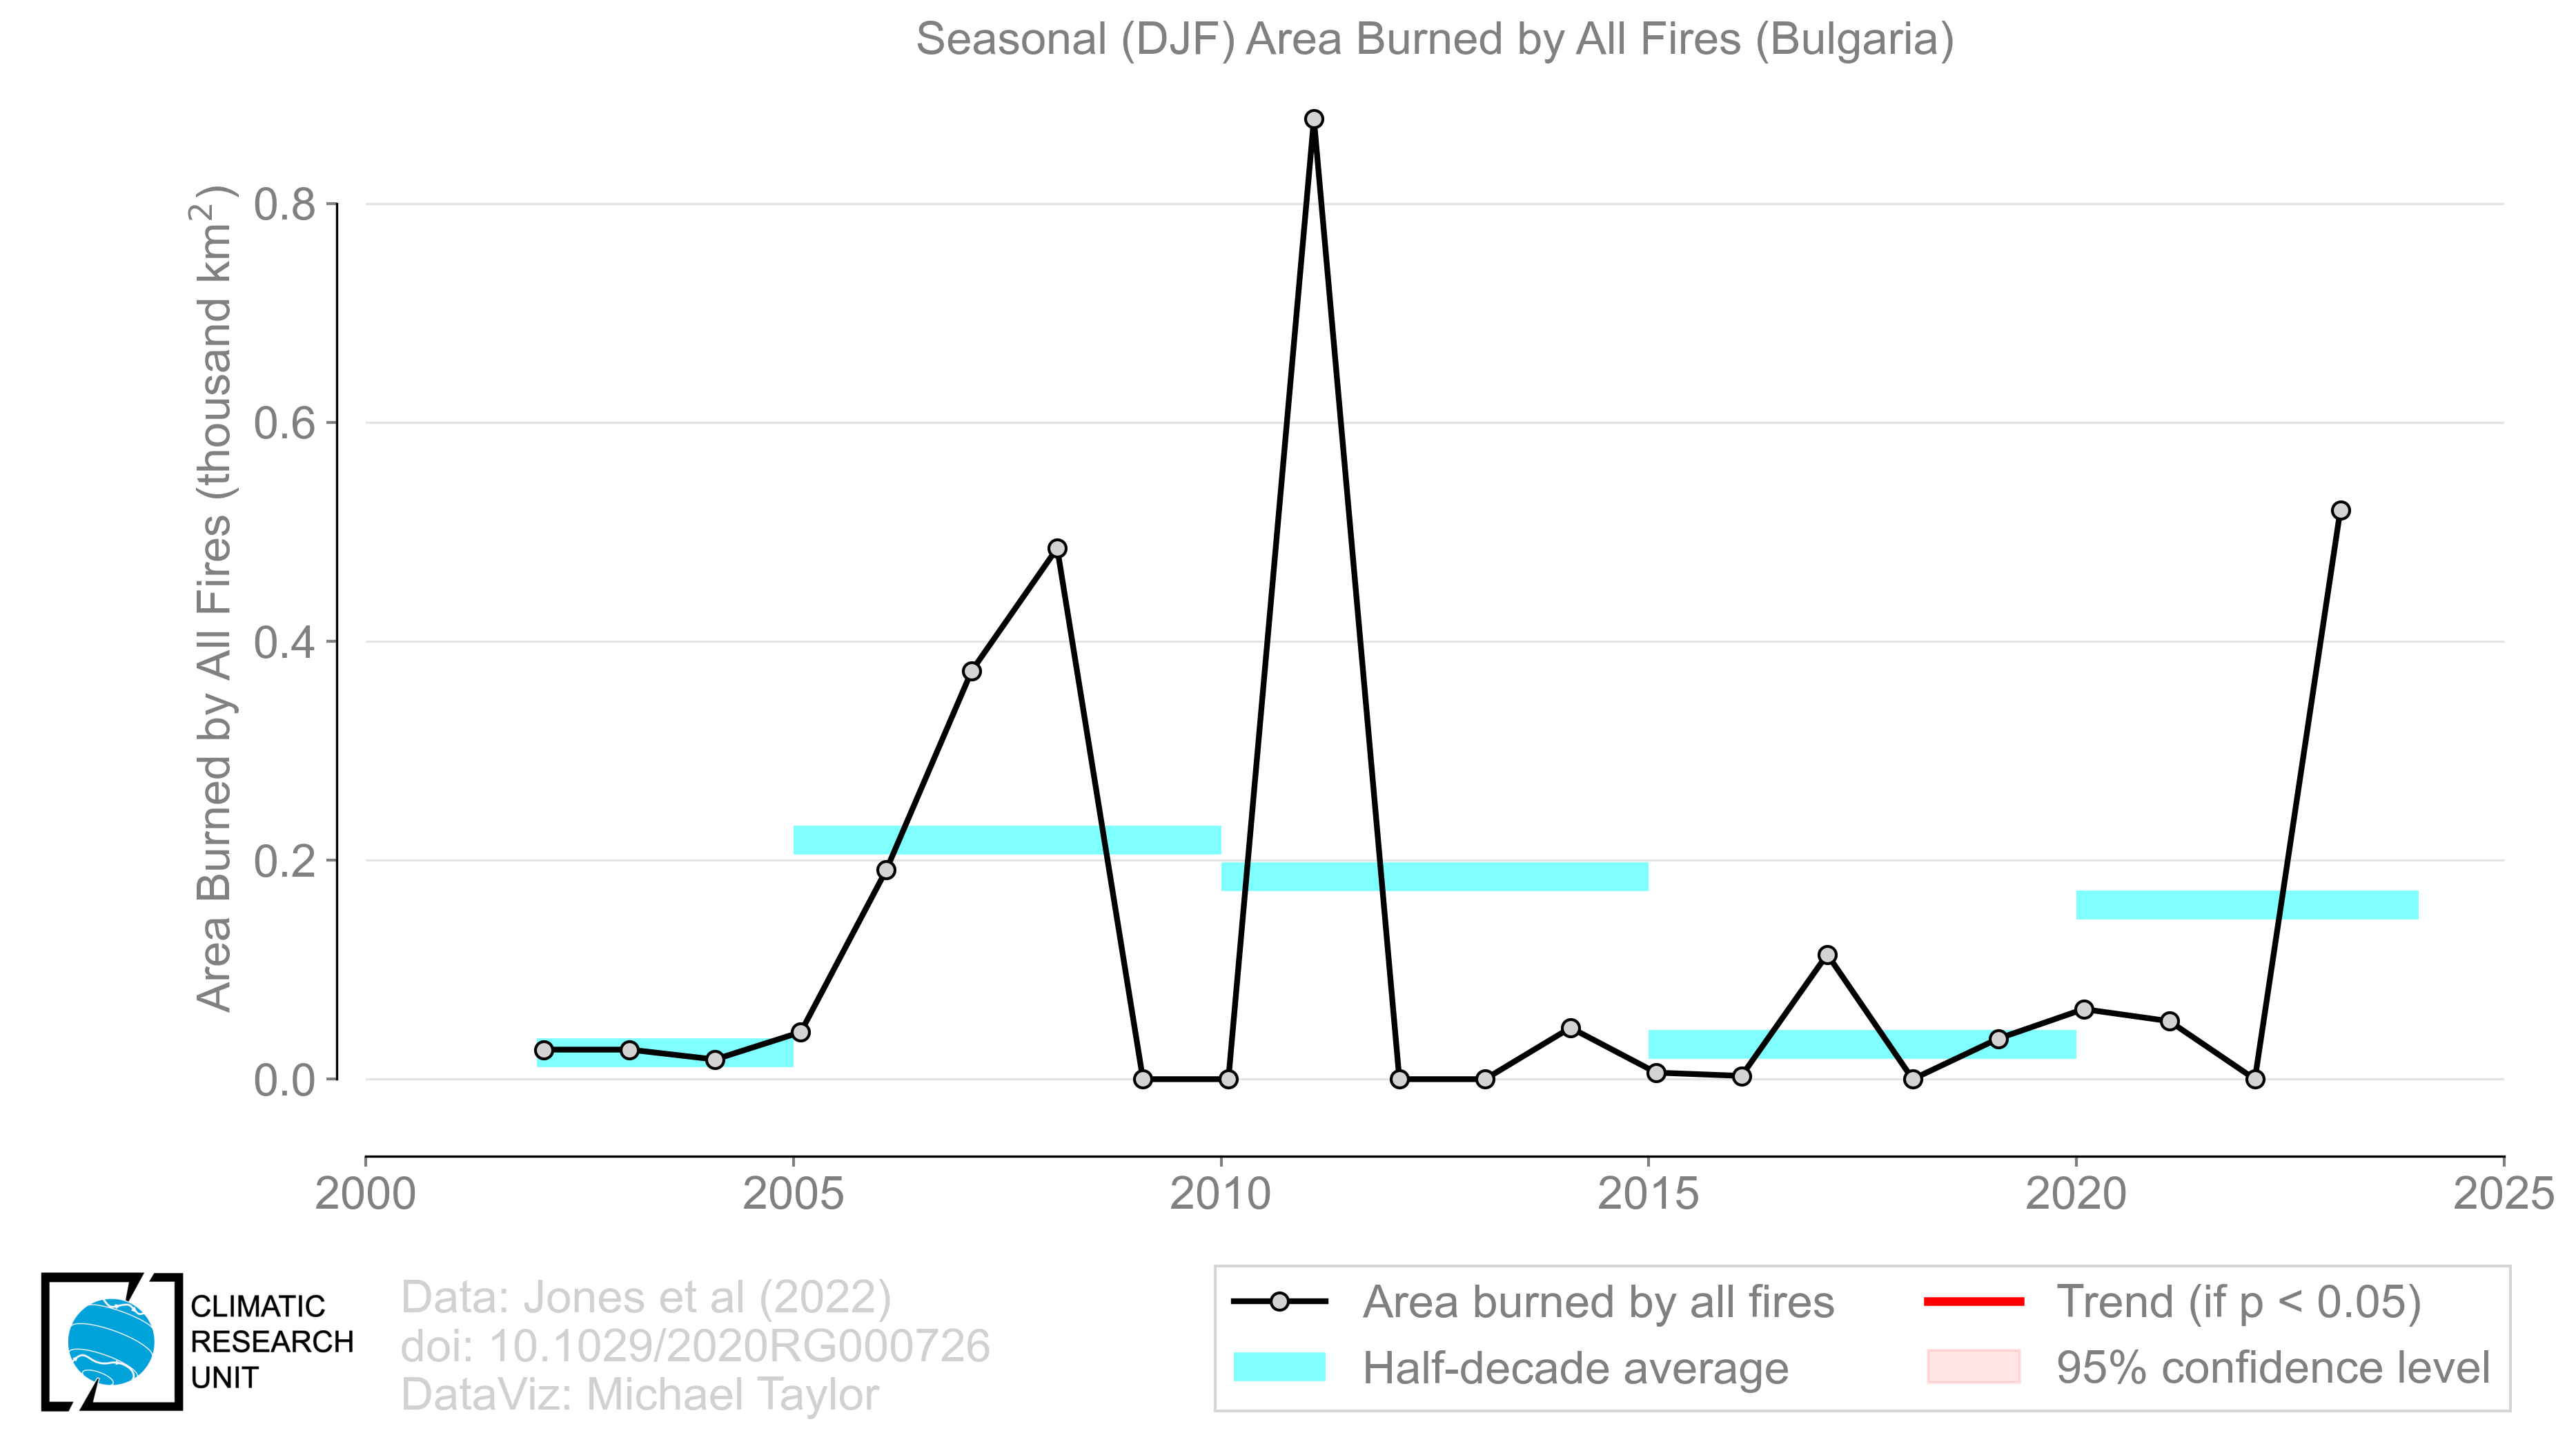 Seasonal (DJF) Area Burned by All Fires (Bulgaria)
Area Burned by All Fires (thousand km²)
0.8
0.6
0.4
0.2
0.0
2000 2005 2010 2015 2020 2025
CLIMATIC
RESEARCH
UNIT
Data: Jones et al (2022)
doi: 10.1029/2020RG000726
DataViz: Michael Taylor
Area burned by all fires
Half-decade average
Trend (if p < 0.05)
95% confidence level